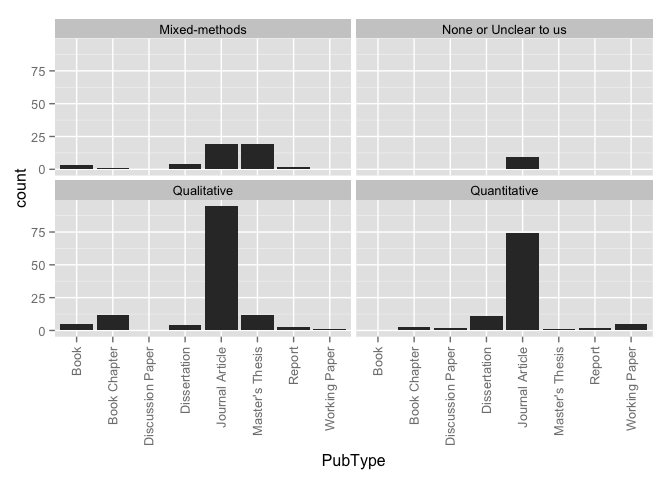 Mixed-methods
None or Unclear to us
75
50
25
0
Qualitative
Quantitative
75
50
25
0
count
Book
Book Chapter
Discussion Paper
Dissertation
Journal Article
Master's Thesis
Report
Working Paper
Book
Book Chapter
Discussion Paper
Dissertation
Journal Article
Master's Thesis
Report
Working Paper
PubType